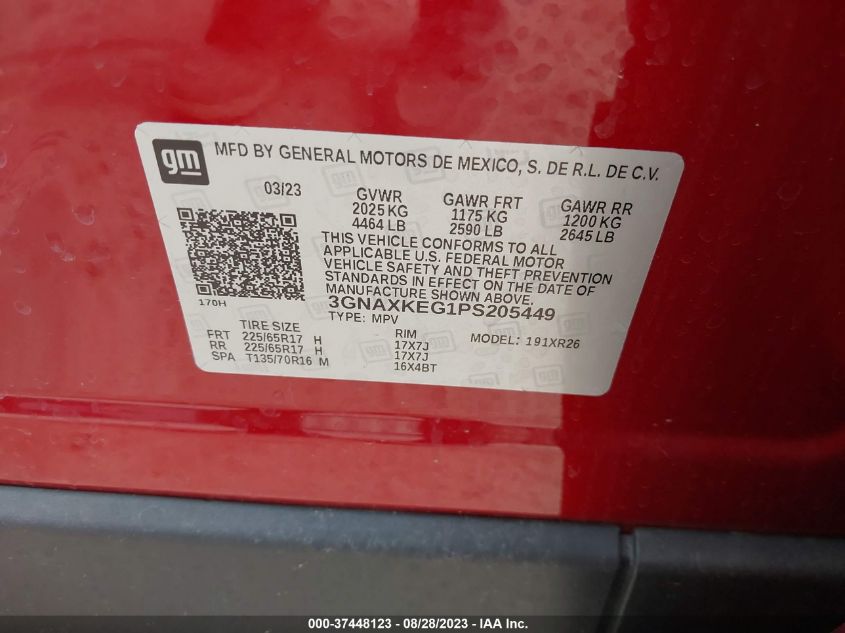 gm
MFD BY GENERAL MOTORS DE MEXICO, S. DE R.L. DE C.V.
03/23 GVWR GAWR FRT GAWR RR
2025 KG 1175 KG 1200 KG
4464 LB 2590 LB 2645 LB
THIS VEHICLE CONFORMS TO ALL
APPLICABLE U.S. FEDERAL MOTOR
VEHICLE SAFETY AND THEFT PREVENTION
STANDARDS IN EFFECT ON THE DATE OF
MANUFACTURE SHOWN ABOVE.
170H 3GNAXKEG1PS205449
TYPE: MPV MODEL: 191XR26
TIRE SIZE RIM
FRT 225/65R17 H 17X7J
RR 225/65R17 H 17X7J
SPA T135/70R16 M 16X4BT
000-37448123 - 08/28/2023 - IAA Inc.